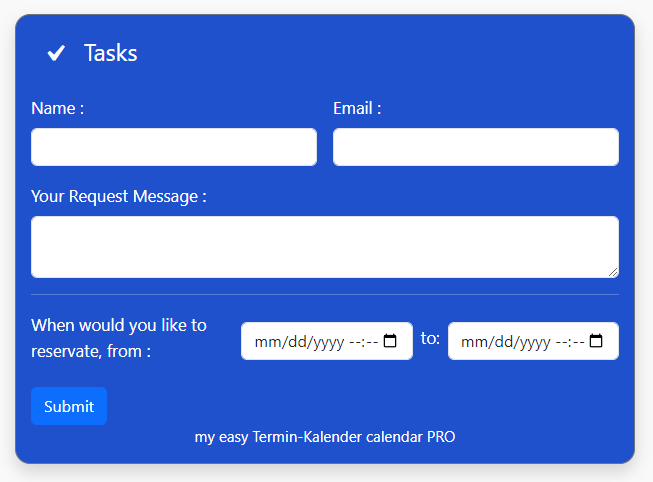 Tasks
Name :
Email :
Your Request Message :
When would you like to
reservate, from :
mm/dd/yyyy --:--
to:
mm/dd/yyyy --:--
Submit
my easy Termin-Kalender calendar PRO